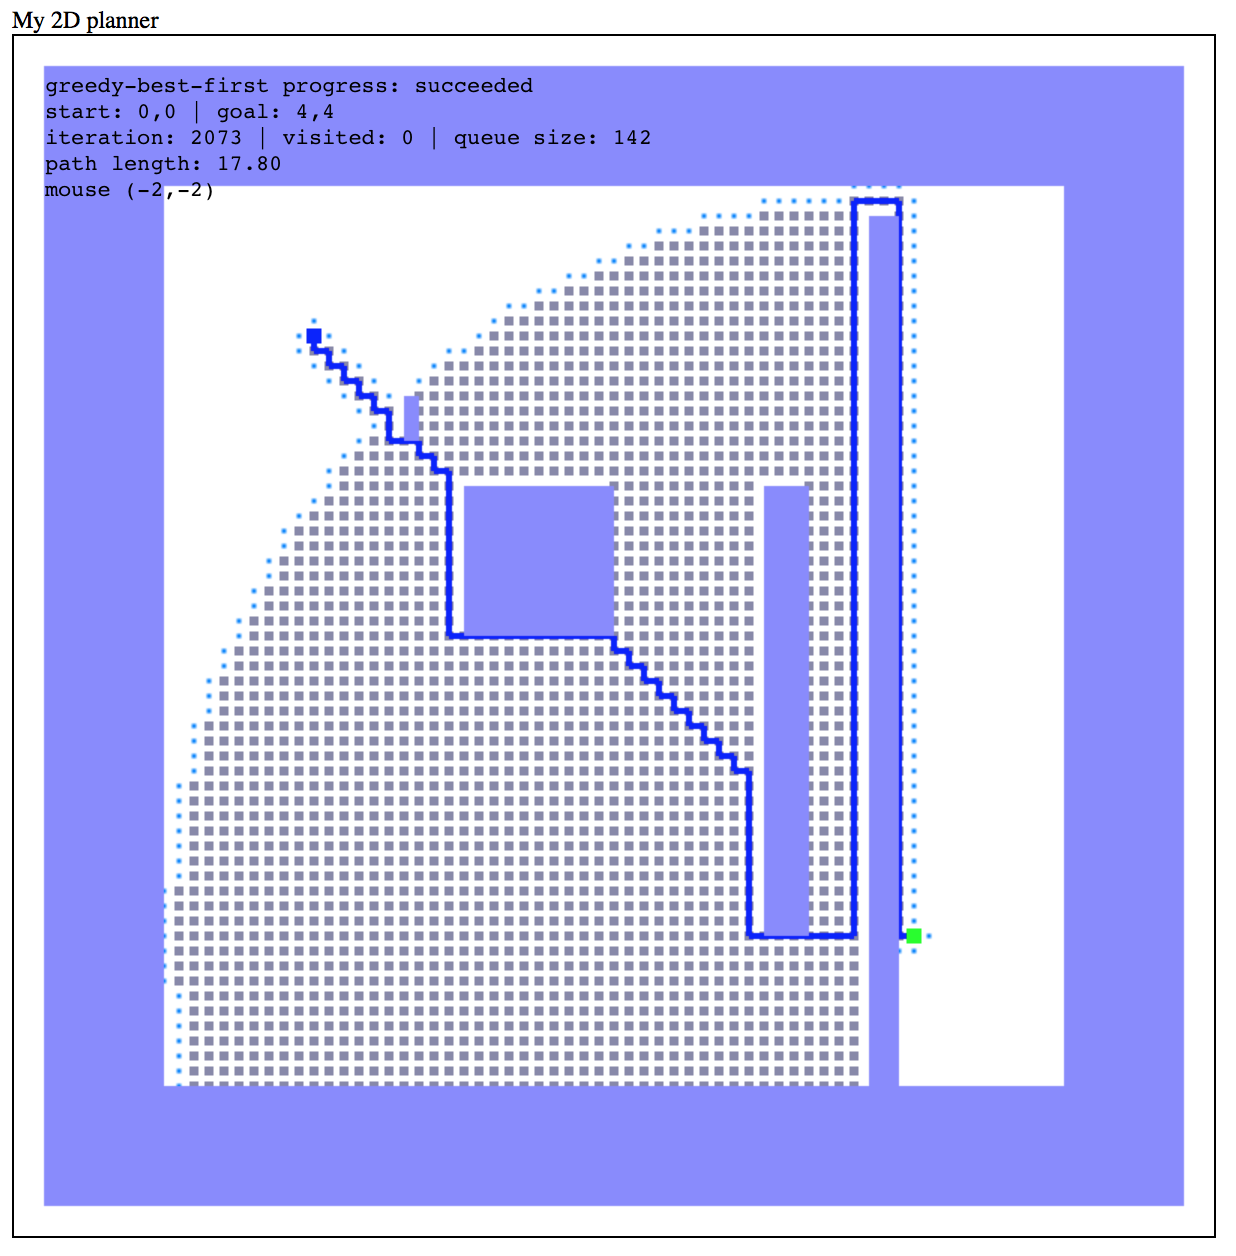 My 2D planner
greedy-best-first progress: succeeded
start: 0,0 | goal: 4,4
iteration: 2073 | visited: 0 | queue size: 142
path length: 17.80
mouse (-2,-2)